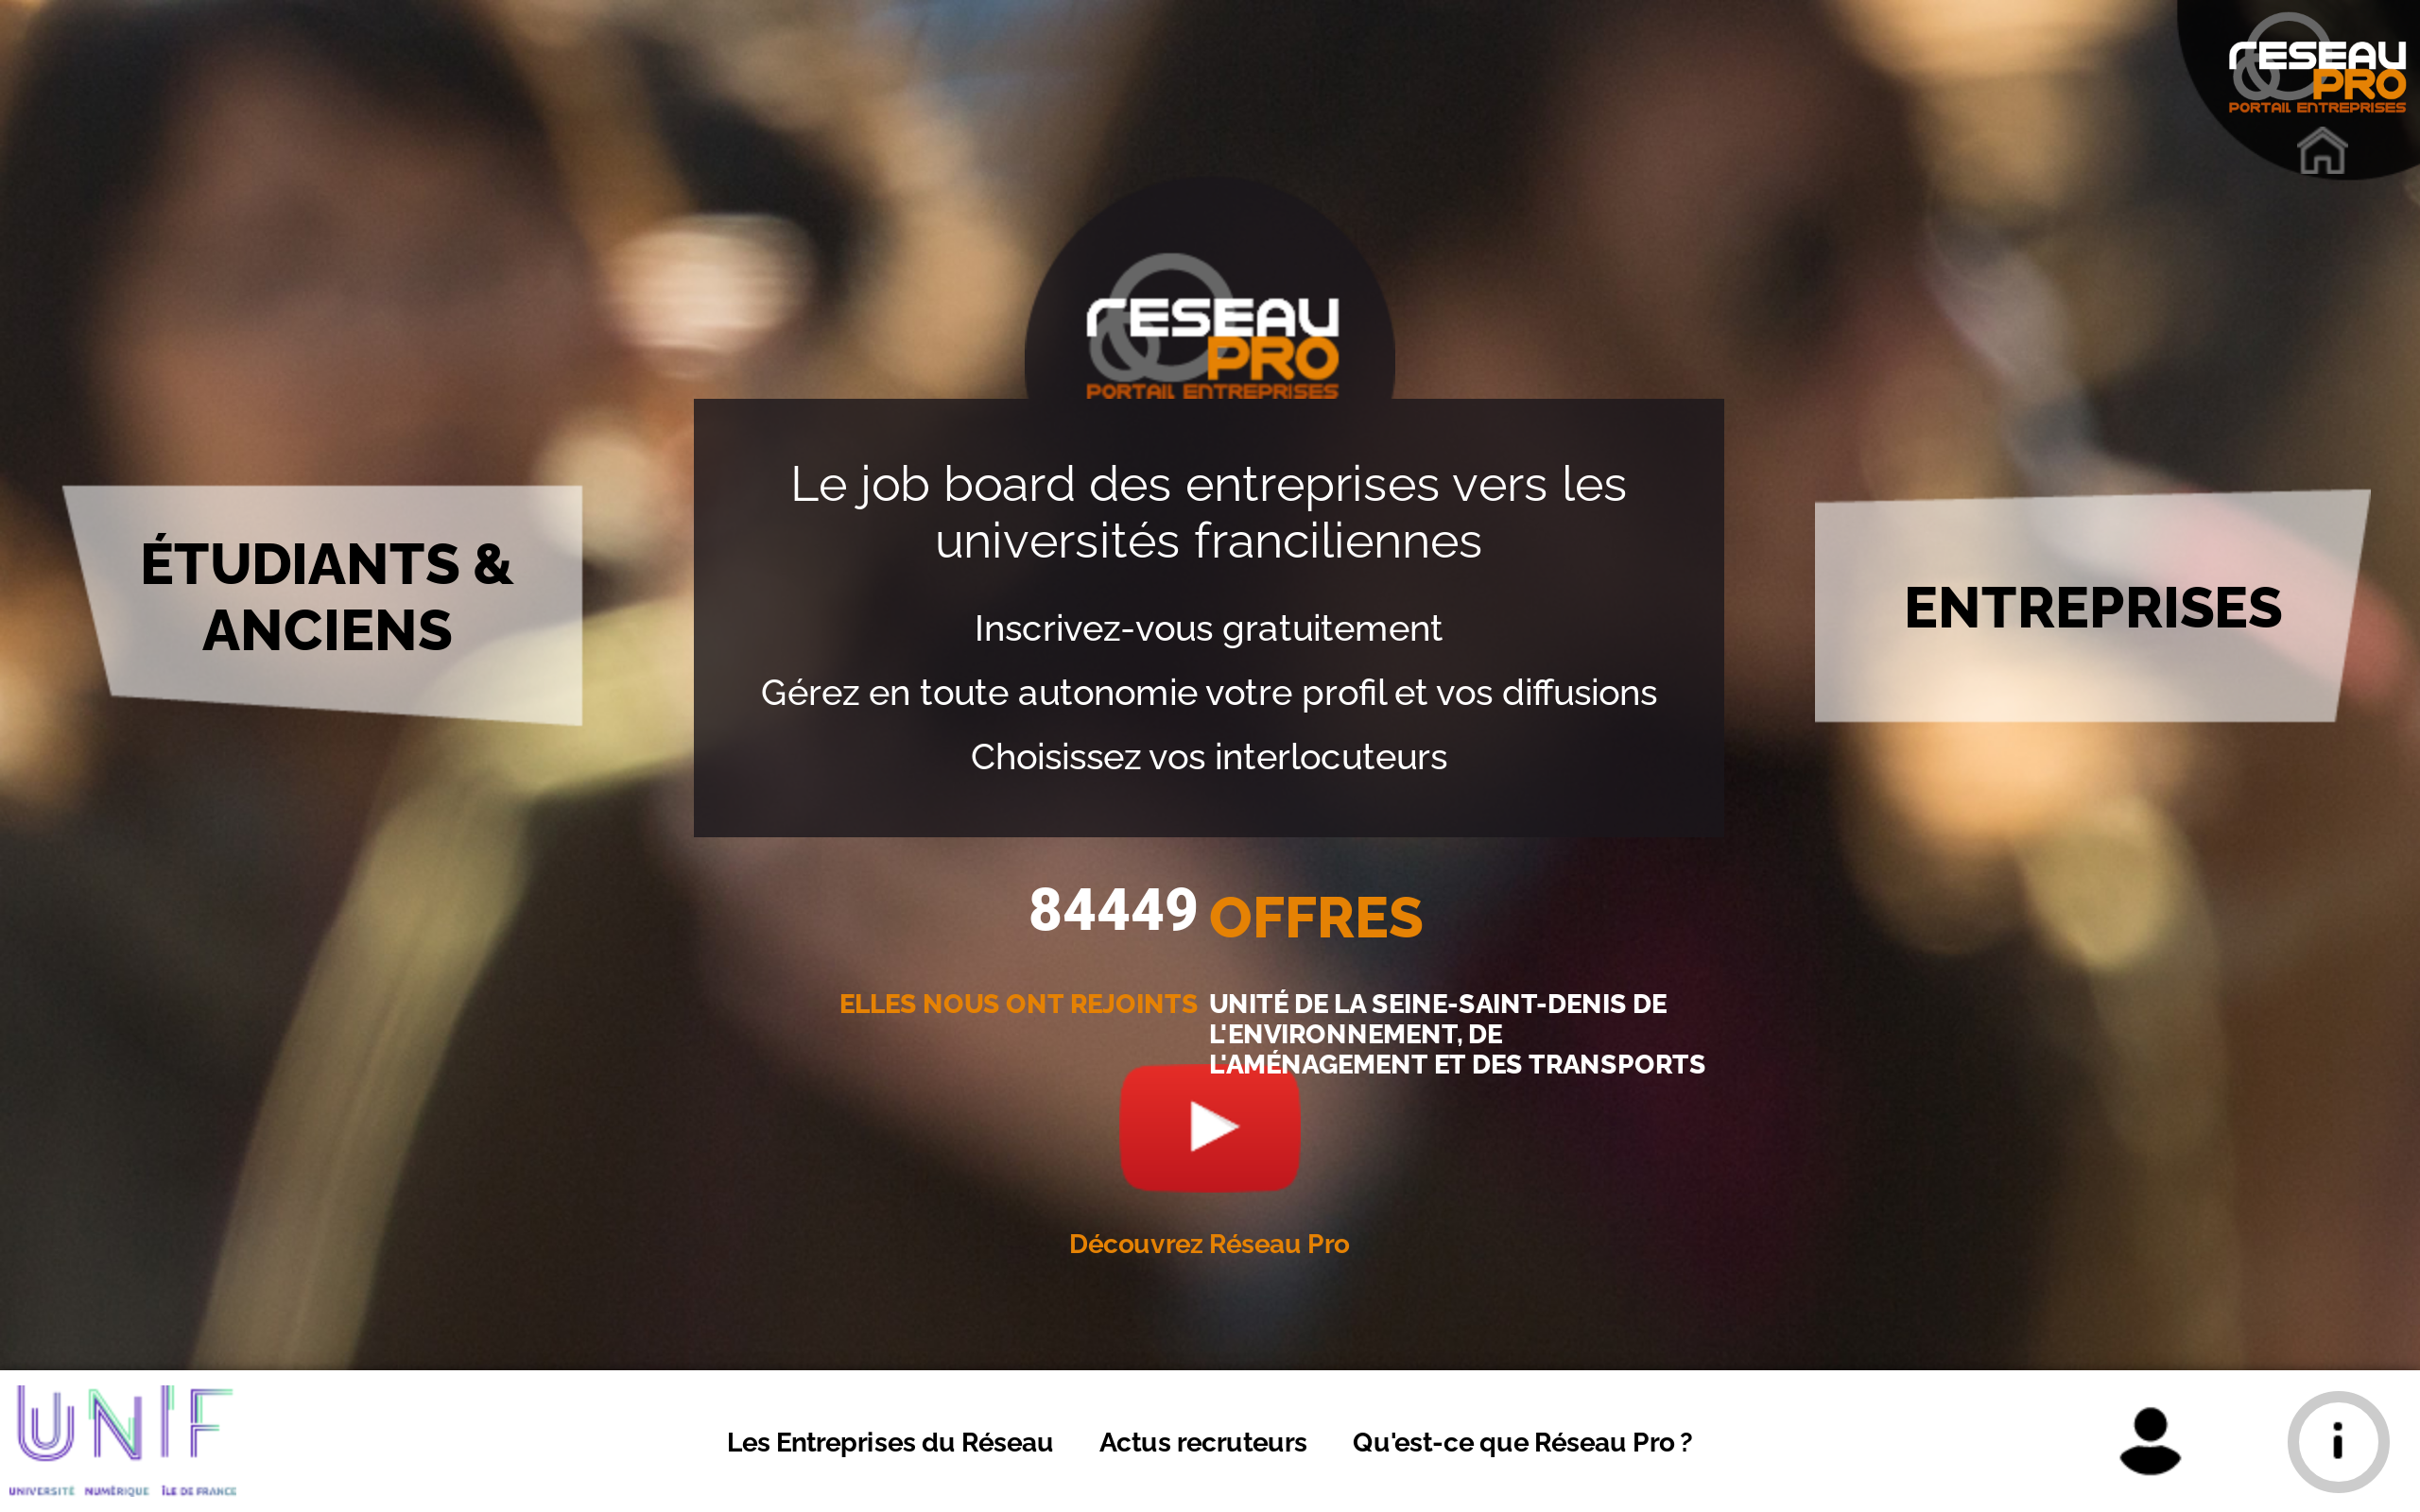 RESEAU
PRO
PORTAIL ENTREPRISES
RESEAU
PRO
PORTAIL ENTREPRISES
Le job board des entreprises vers les
universités franciliennes
Inscrivez-vous gratuitement
Gérez en toute autonomie votre profil et vos diffusions
Choisissez vos interlocuteurs
ÉTUDIANTS &
ANCIENS
ENTREPRISES
84449 OFFRES
ELLES NOUS ONT REJOINTS UNITÉ DE LA SEINE-SAINT-DENIS DE
L'ENVIRONNEMENT, DE
L'AMÉNAGEMENT ET DES TRANSPORTS
Découvrez Réseau Pro
UNIF
UNIVERSITÉ NUMÉRIQUE ÎLE DE FRANCE
Les Entreprises du Réseau Actus recruteurs Qu'est-ce que Réseau Pro ?
i